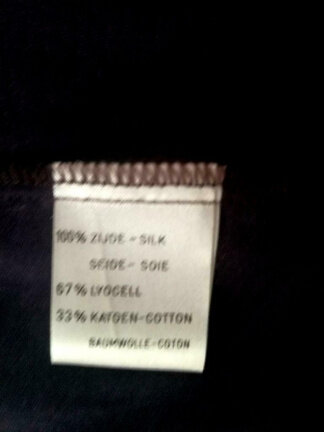 100% ZIJDE - SILK
SEIDE - SOIE
67% LYOCELL
33% KATOEN-COTTON
BAUMWOLLE-COTON